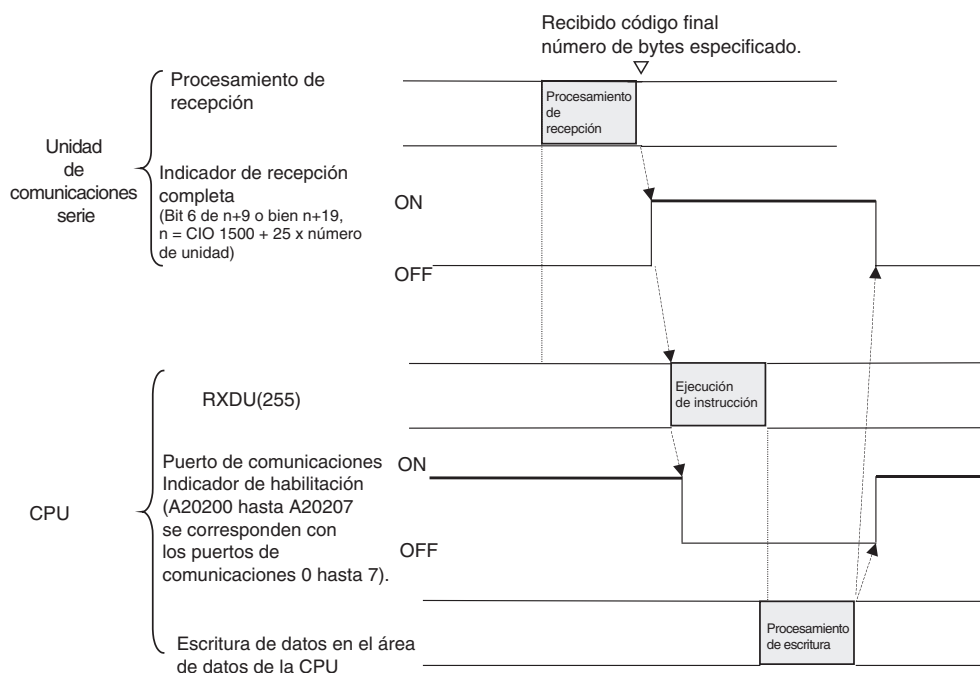 Recibido código final
número de bytes especificado.
Procesamiento de
recepción
Procesamiento
de
recepción
Unidad
de
comunicaciones
serie
Indicador de recepción
completa
(Bit 6 de n+9 o bien n+19,
n = CIO 1500 + 25 x número
de unidad)
ON
OFF
RXDU(255)
Ejecución
de instrucción
CPU
Puerto de comunicaciones
Indicador de habilitación
(A20200 hasta A20207
se corresponden con
los puertos de
comunicaciones 0 hasta 7).
ON
OFF
Escritura de datos en el área
de datos de la CPU
Procesamiento
de escritura